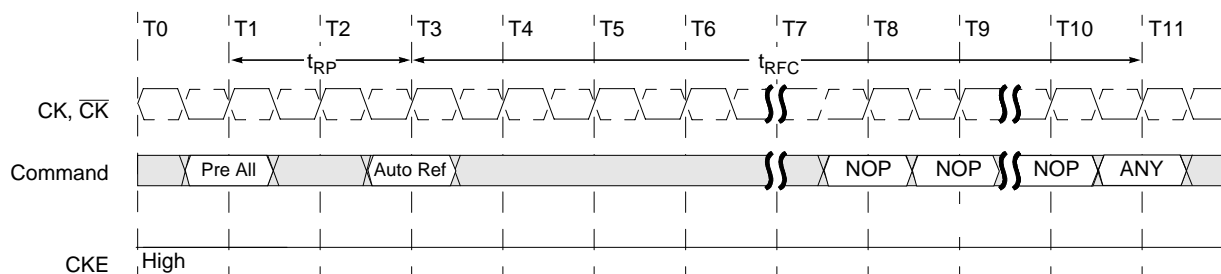 T0 T1 T2 T3 T4 T5 T6 T7 T8 T9 T10 T11
tRP tRFC
CK, C̅K̅
Command Pre All Auto Ref NOP NOP NOP ANY
CKE High